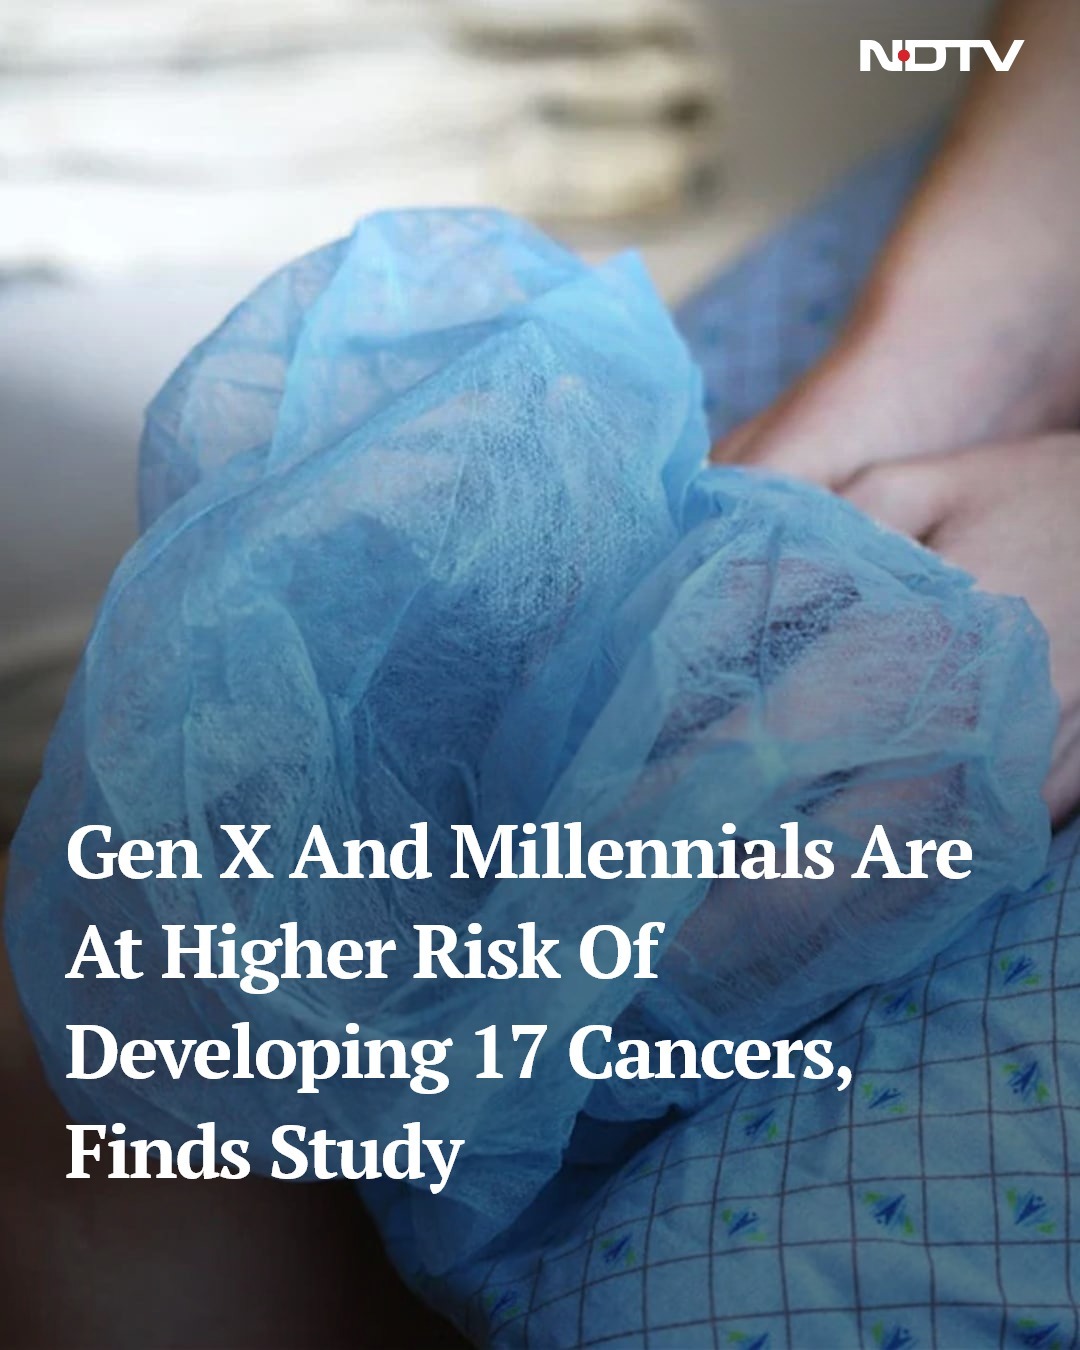 NDTV
Gen X And Millennials Are
At Higher Risk Of
Developing 17 Cancers,
Finds Study